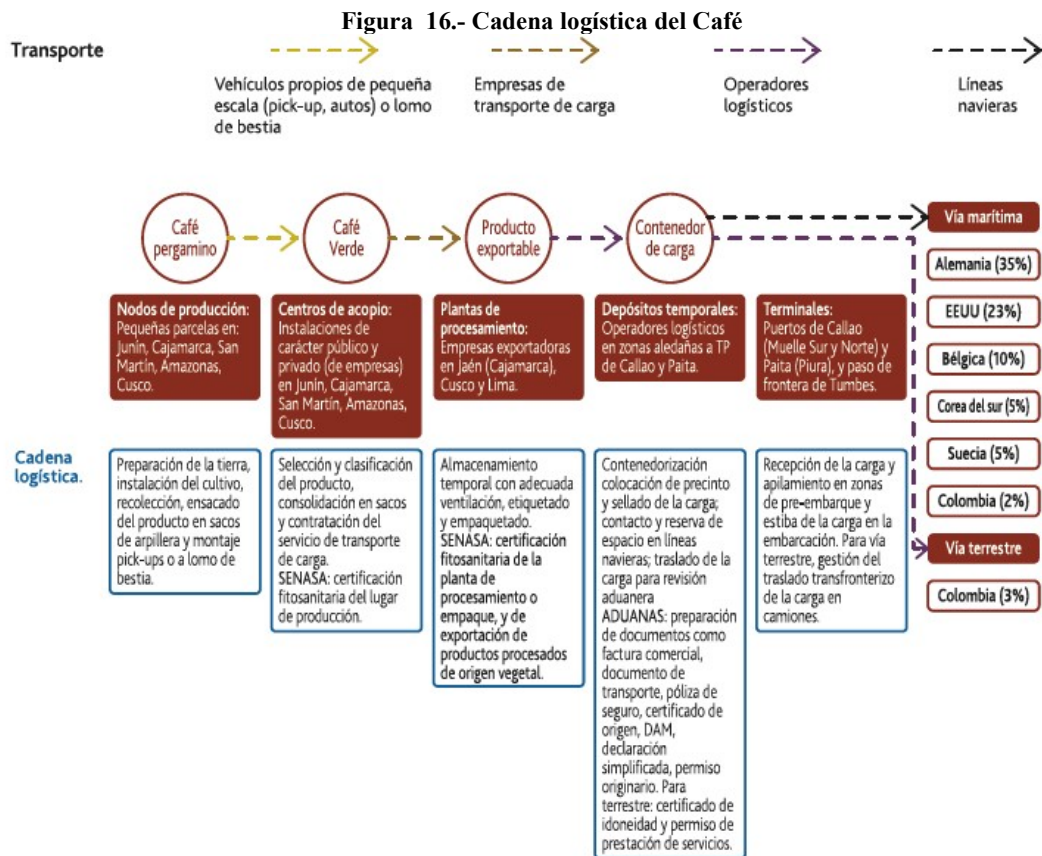 Figura 16.- Cadena logística del Café
Transporte
Vehículos propios de pequeña
escala (pick-up, autos) o lomo
de bestia
Empresas de
transporte de carga
Operadores
logísticos
Líneas
navieras
Café
pergamino
Café
Verde
Producto
exportable
Contenedor
de carga
Nodos de producción:
Pequeñas parcelas en:
Junín, Cajamarca, San
Martín, Amazonas,
Cusco.
Centros de acopio:
Instalaciones de
carácter público y
privado (de empresas)
en Junín, Cajamarca,
San Martín, Amazonas,
Cusco.
Plantas de
procesamiento:
Empresas exportadoras
en Jaén (Cajamarca),
Cusco y Lima.
Depósitos temporales:
Operadores logísticos
en zonas aledañas a TP
de Callao y Paita.
Terminales:
Puertos de Callao
(Muelle Sur y Norte) y
Paita (Piura), y paso de
frontera de Tumbes.
Vía marítima
Alemania (35%)
EEUU (23%)
Bélgica (10%)
Corea del sur (5%)
Suecia (5%)
Colombia (2%)
Vía terrestre
Colombia (3%)
Cadena
logística.
Preparación de la tierra,
instalación del cultivo,
recolección, ensacado
del producto en sacos
de arpillera y montaje
pick-ups o a lomo de
bestia.
Selección y clasificación
del producto,
consolidación en sacos
y contratación del
servicio de transporte
de carga.
SENASA: certificación
fitosanitaria del lugar
de producción.
Almacenamiento
temporal con adecuada
ventilación, etiquetado
y empaquetado.
SENASA: certificación
fitosanitaria de la
planta de
procesamiento o
empaque, y de
exportación de
productos procesados
de origen vegetal.
Contenedorización
colocación de precinto
y sellado de la carga;
contacto y reserva de
espacio en líneas
navieras; traslado de la
carga para revisión
aduanera
ADUANAS: preparación
de documentos como
factura comercial,
documento de
transporte, póliza de
seguro, certificado de
origen, DAM,
declaración
simplificada, permiso
originario. Para
terrestre: certificado de
idoneidad y permiso de
prestación de servicios.
Recepción de la carga y
apilamiento en zonas
de pre-embarque y
estiba de la carga en la
embarcación. Para vía
terrestre, gestión del
traslado transfronterizo
de la carga en
camiones.